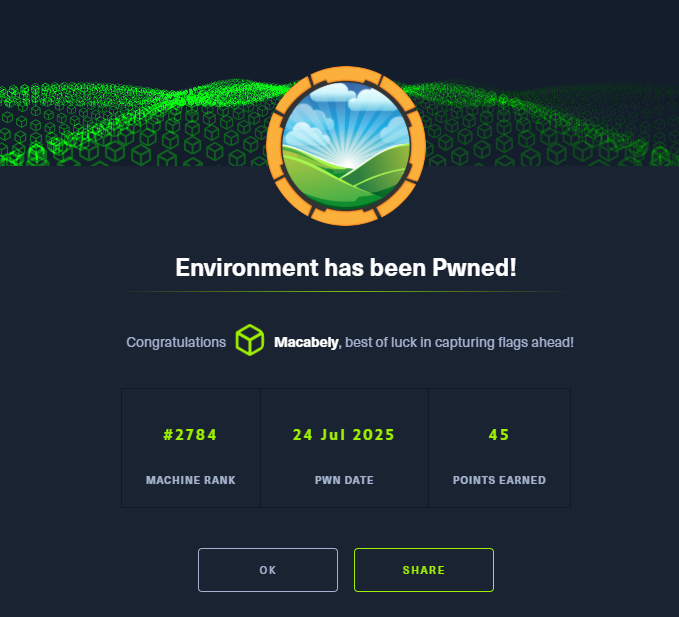 Environment has been Pwned!
Congratulations Macabely, best of luck in capturing flags ahead!
#2784 24 Jul 2025 45
MACHINE RANK PWN DATE POINTS EARNED
OK SHARE